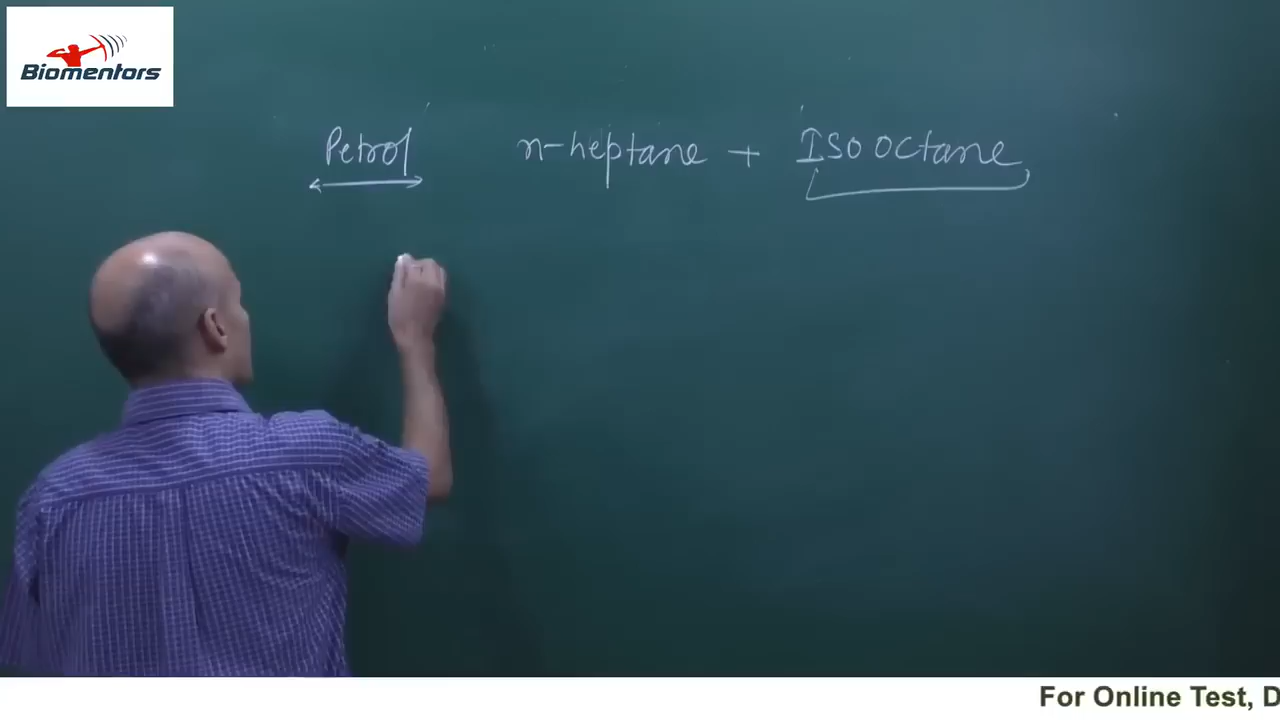 Biomentors
Petrol n-heptane + Isooctane
For Online Test, D